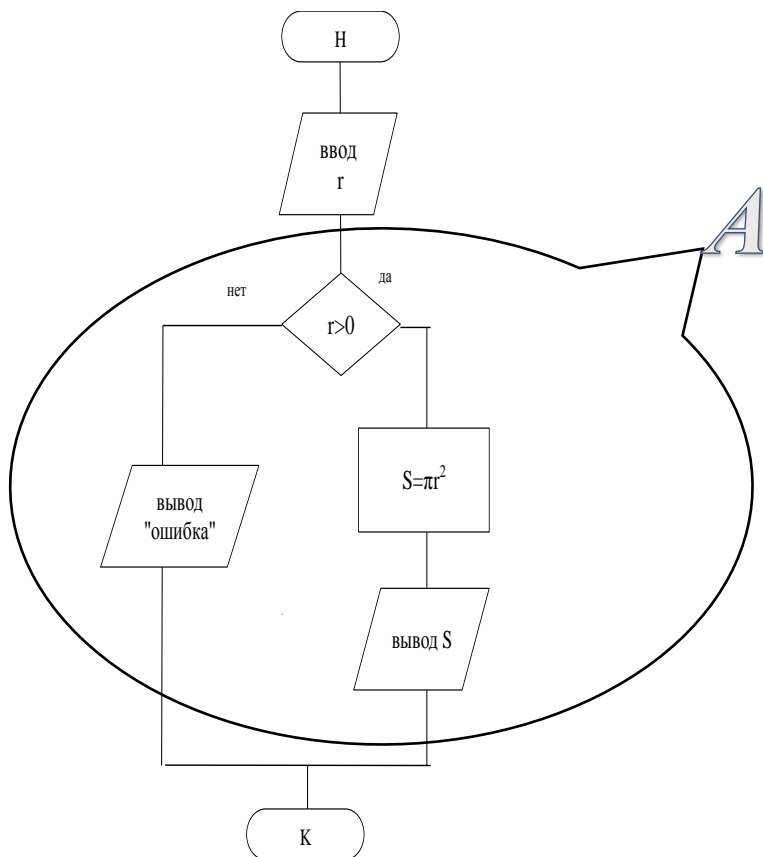 Н
ввод
r
A
нет
да
r>0
S=πr²
вывод
"ошибка"
вывод S
К